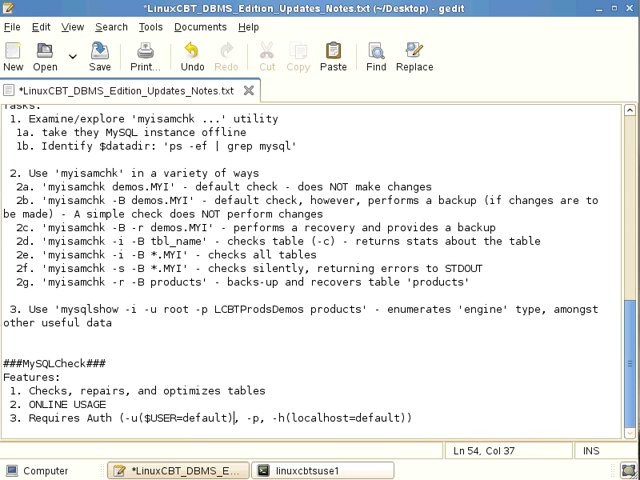 *LinuxCBT_DBMS_Edition_Updates_Notes.txt (~/Desktop) - gedit
File Edit View Search Tools Documents Help
New Open Save Print... Undo Redo Cut Copy Paste Find Replace
*LinuxCBT_DBMS_Edition_Updates_Notes.txt
Tasks:
1. Examine/explore 'myisamchk ...' utility
1a. take they MySQL instance offline
1b. Identify $datadir: 'ps -ef | grep mysql'
2. Use 'myisamchk' in a variety of ways
2a. 'myisamchk demos.MYI' - default check - does NOT make changes
2b. 'myisamchk -B demos.MYI' - default check, however, performs a backup (if changes are to
be made) - A simple check does NOT perform changes
2c. 'myisamchk -B -r demos.MYI' - performs a recovery and provides a backup
2d. 'myisamchk -i -B tbl_name' - checks table (-c) - returns stats about the table
2e. 'myisamchk -i -B *.MYI' - checks all tables
2f. 'myisamchk -s -B *.MYI' - checks silently, returning errors to STDOUT
2g. 'myisamchk -r -B products' - backs-up and recovers table 'products'
3. Use 'mysqlshow -i -u root -p LCBTProdsDemos products' - enumerates 'engine' type, amongst
other useful data
###MySQLCheck###
Features:
1. Checks, repairs, and optimizes tables
2. ONLINE USAGE
3. Requires Auth (-u($USER=default), -p, -h(localhost=default))
Ln 54, Col 37 INS
Computer *LinuxCBT_DBMS_E... linuxcbtsuse1